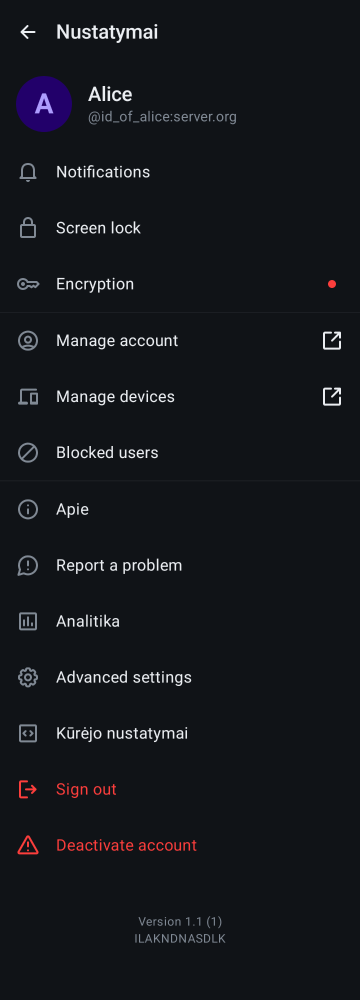 Nustatymai
A
Alice
@id_of_alice:server.org
Notifications
Screen lock
Encryption
Manage account
Manage devices
Blocked users
Apie
Report a problem
Analitika
Advanced settings
Kūrėjo nustatymai
Sign out
Deactivate account
Version 1.1 (1)
ILAKNDNASDLK